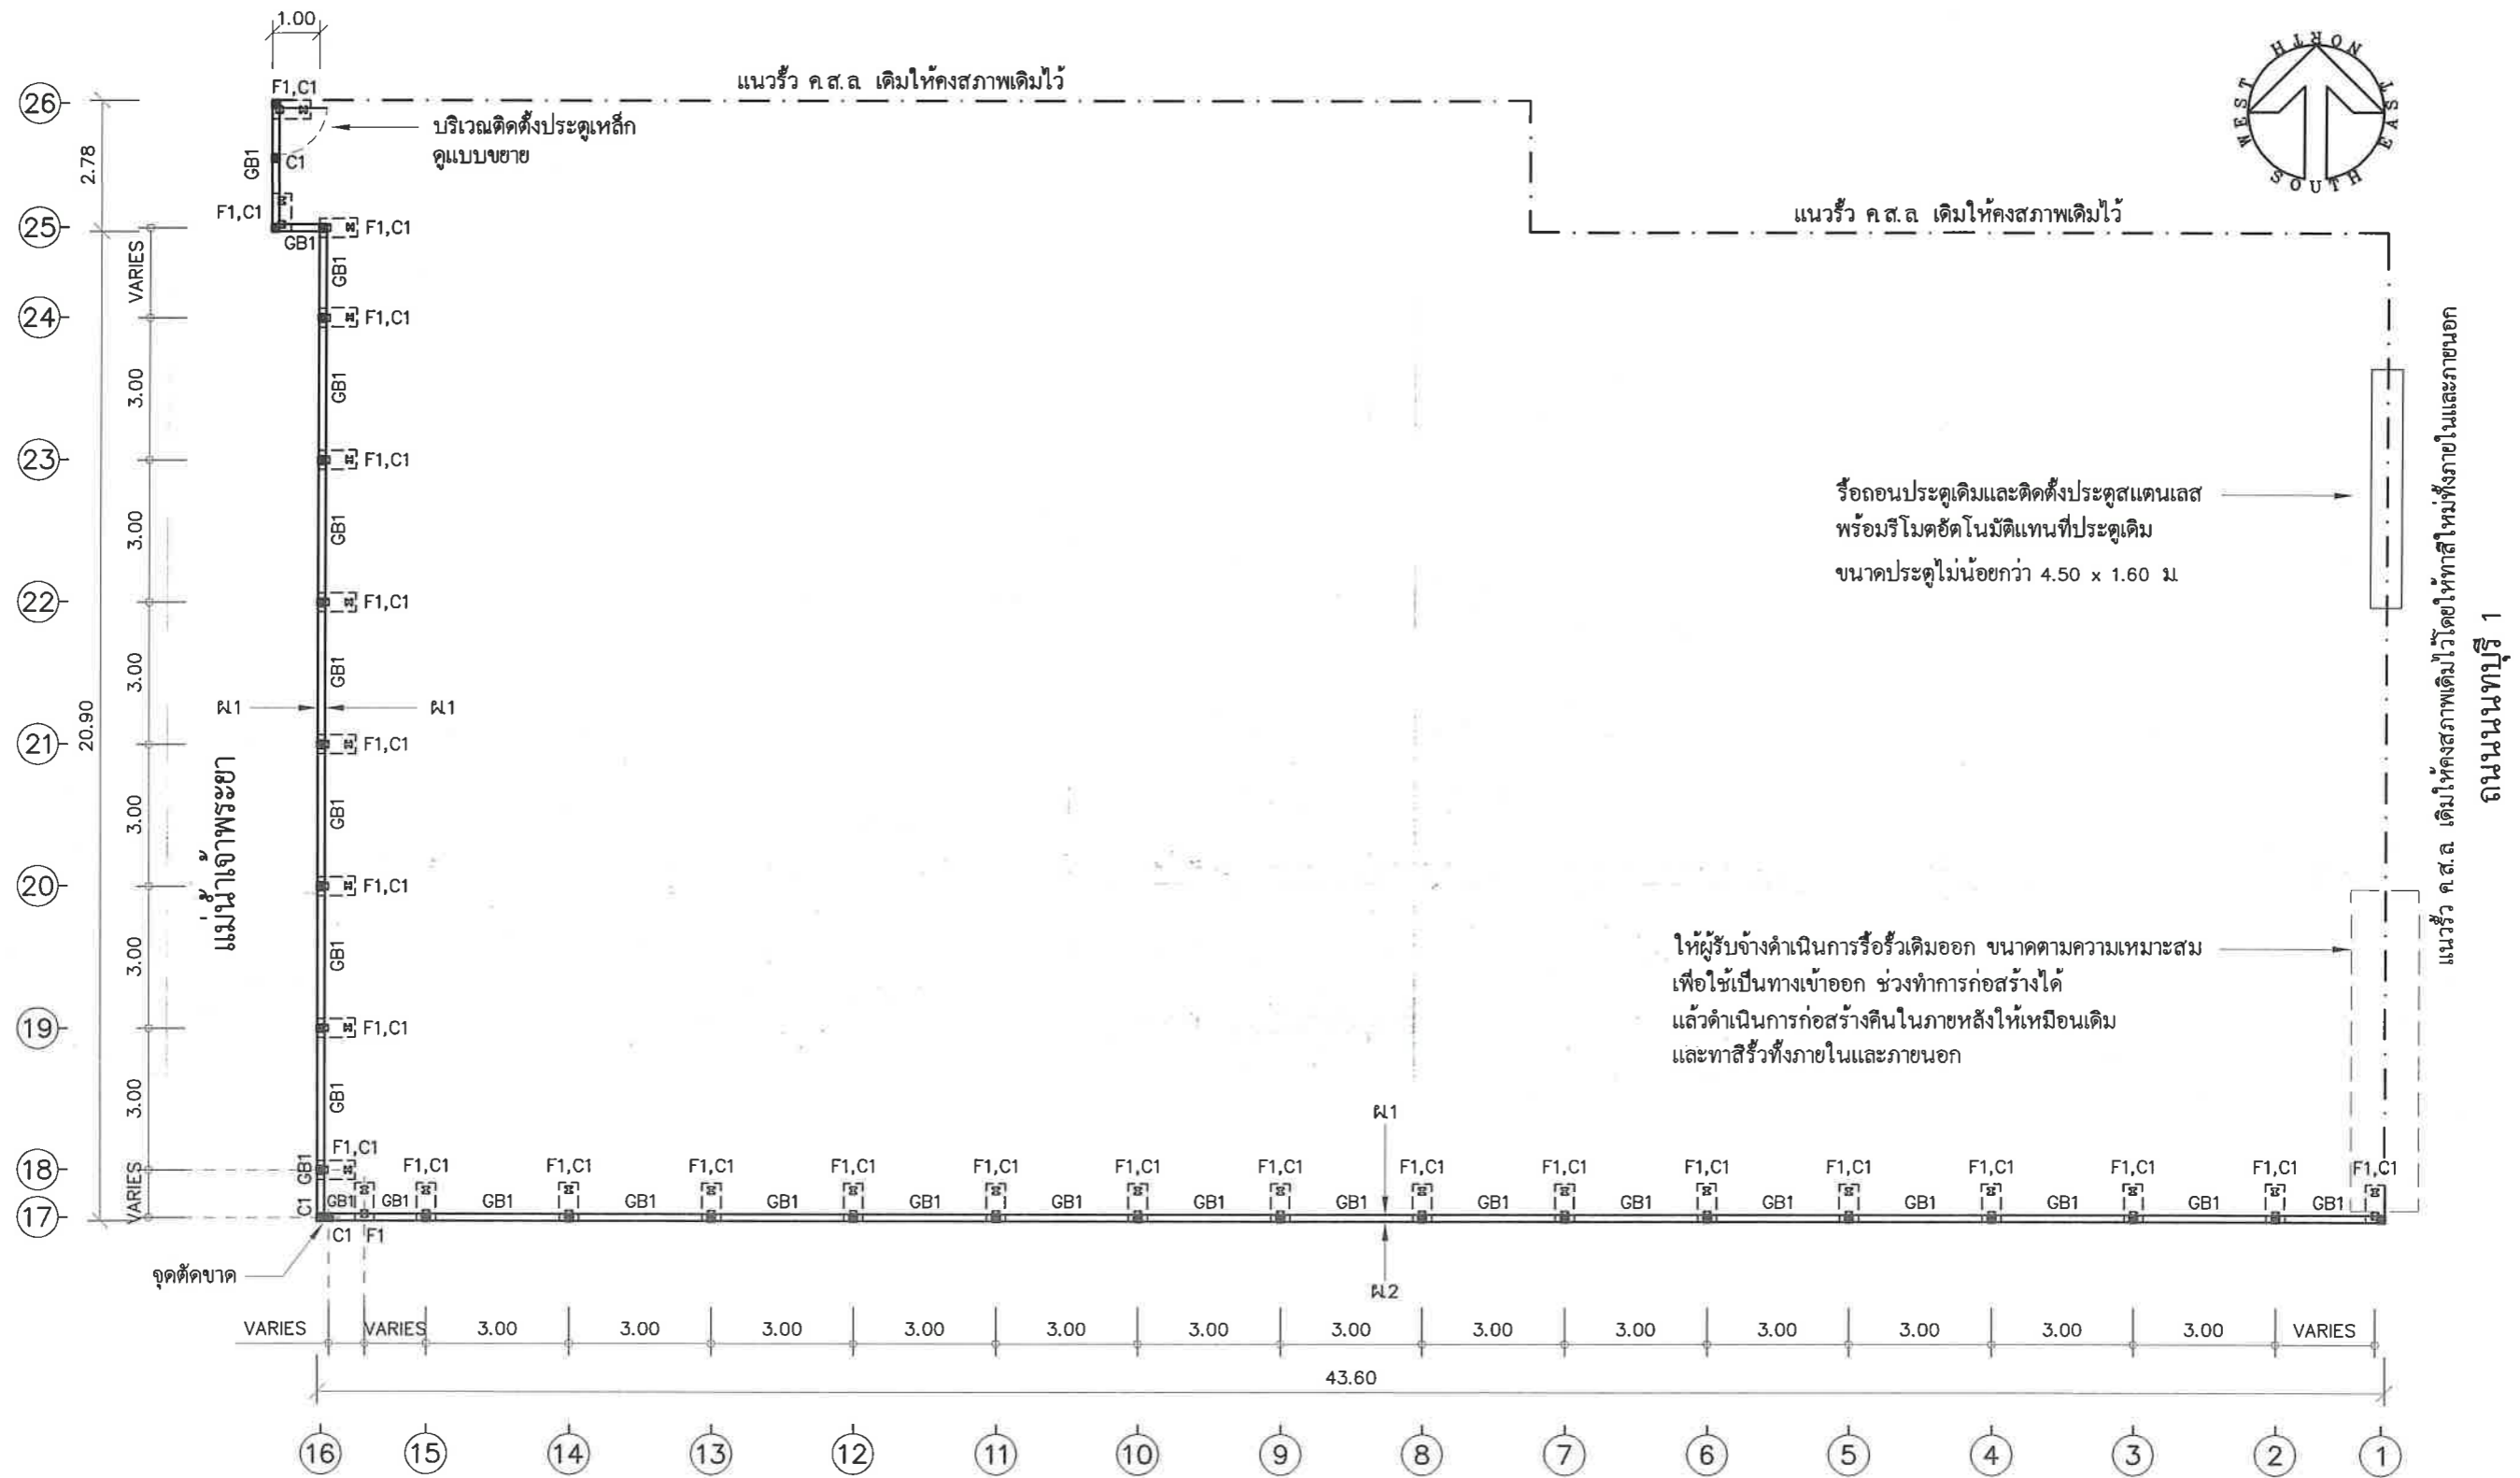 1.00
NORTH
WEST
EAST
SOUTH
แนวรั้ว ค.ส.ล. เดิมให้คงสภาพเดิมไว้
26
F1,C1
บริเวณติดตั้งประตูเหล็ก
ดูแบบขยาย
2.78
GB1
C1
F1,C1
25
GB1
F1,C1
แนวรั้ว ค.ส.ล. เดิมให้คงสภาพเดิมไว้
VARIES
GB1
24
F1,C1
3.00
GB1
23
F1,C1
3.00
GB1
22
F1,C1
3.00
GB1
20.90
ผ.1
ผ.1
21
F1,C1
3.00
GB1
แม่น้ำเจ้าพระยา
20
F1,C1
3.00
GB1
19
F1,C1
3.00
GB1
18
F1,C1
VARIES
GB1
17
C1
รื้อถอนประตูเดิมและติดตั้งประตูสแตนเลส
พร้อมรีโมตอัตโนมัติแทนที่ประตูเดิม
ขนาดประตูไม่น้อยกว่า 4.50 x 1.60 ม.
แนวรั้ว ค.ส.ล. เดิมให้คงสภาพเดิมไว้โดยให้ทาสีใหม่ทั้งภายในและภายนอก
ถนนนนทบุรี 1
ให้ผู้รับจ้างดำเนินการรื้อรั้วเดิมออก ขนาดตามความเหมาะสม
เพื่อใช้เป็นทางเข้าออก ช่วงทำการก่อสร้างได้
แล้วดำเนินการก่อสร้างคืนในภายหลังให้เหมือนเดิม
และทาสีรั้วทั้งภายในและภายนอก
ผ.1
F1,C1 F1,C1 F1,C1 F1,C1 F1,C1 F1,C1 F1,C1 F1,C1 F1,C1 F1,C1 F1,C1 F1,C1 F1,C1 F1,C1 F1,C1
GB1 GB1 GB1 GB1 GB1 GB1 GB1 GB1 GB1 GB1 GB1 GB1 GB1 GB1 GB1 GB1
C1 F1
จุดตัดขาด
ผ.2
VARIES VARIES 3.00 3.00 3.00 3.00 3.00 3.00 3.00 3.00 3.00 3.00 3.00 3.00 3.00 VARIES
43.60
16 15 14 13 12 11 10 9 8 7 6 5 4 3 2 1